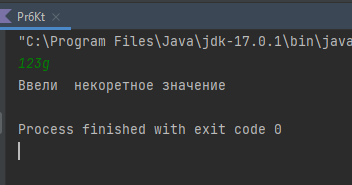 Pr6Kt ×
"C:\Program Files\Java\jdk-17.0.1\bin\java
123g
Ввели  некоретное значение
Process finished with exit code 0